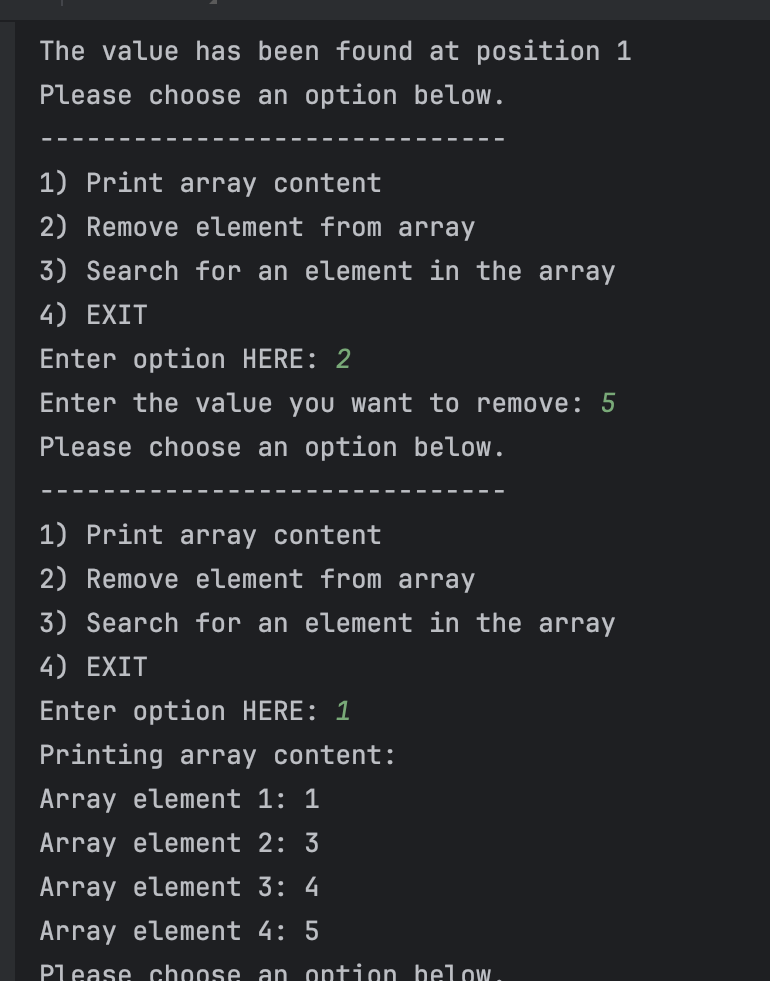 The value has been found at position 1
Please choose an option below.
------------------------------
1) Print array content
2) Remove element from array
3) Search for an element in the array
4) EXIT
Enter option HERE: 2
Enter the value you want to remove: 5
Please choose an option below.
------------------------------
1) Print array content
2) Remove element from array
3) Search for an element in the array
4) EXIT
Enter option HERE: 1
Printing array content:
Array element 1: 1
Array element 2: 3
Array element 3: 4
Array element 4: 5
Please choose an option below.